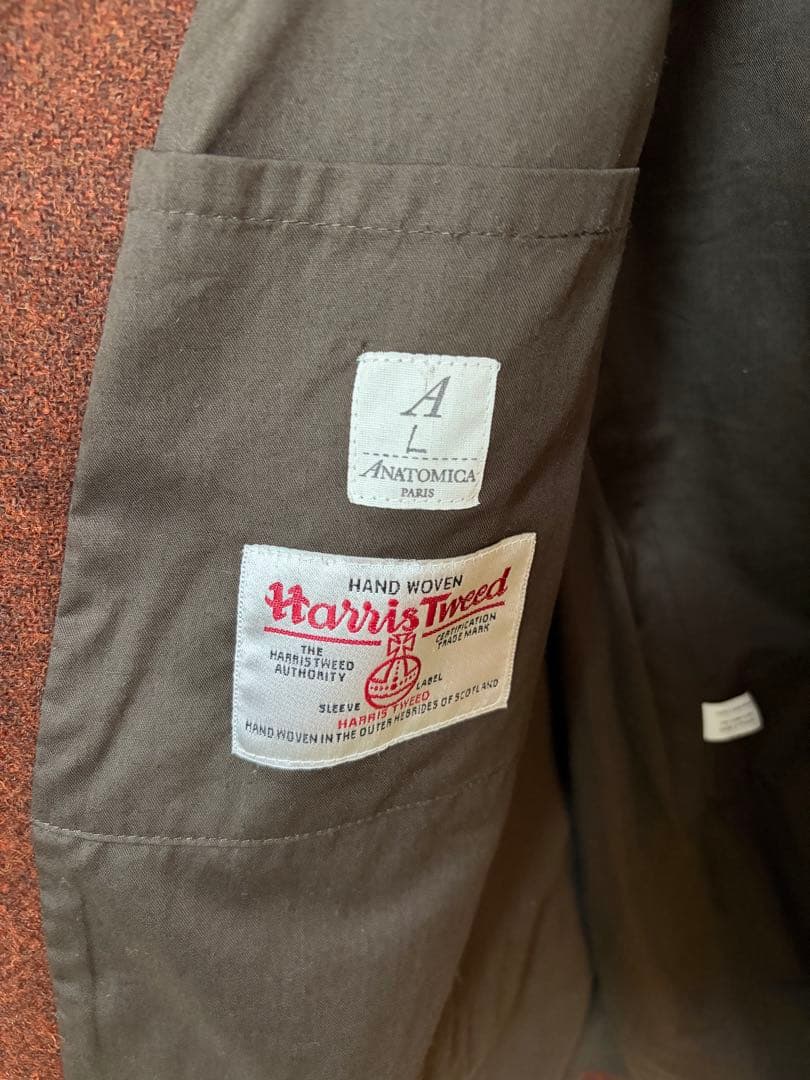 A
L
ANATOMICA
PARIS
HAND WOVEN
Harris Tweed
THE
HARRIS TWEED
AUTHORITY
CERTIFICATION
TRADE MARK
SLEEVE LABEL
HARRIS TWEED
HAND WOVEN IN THE OUTER HEBRIDES OF SCOTLAND